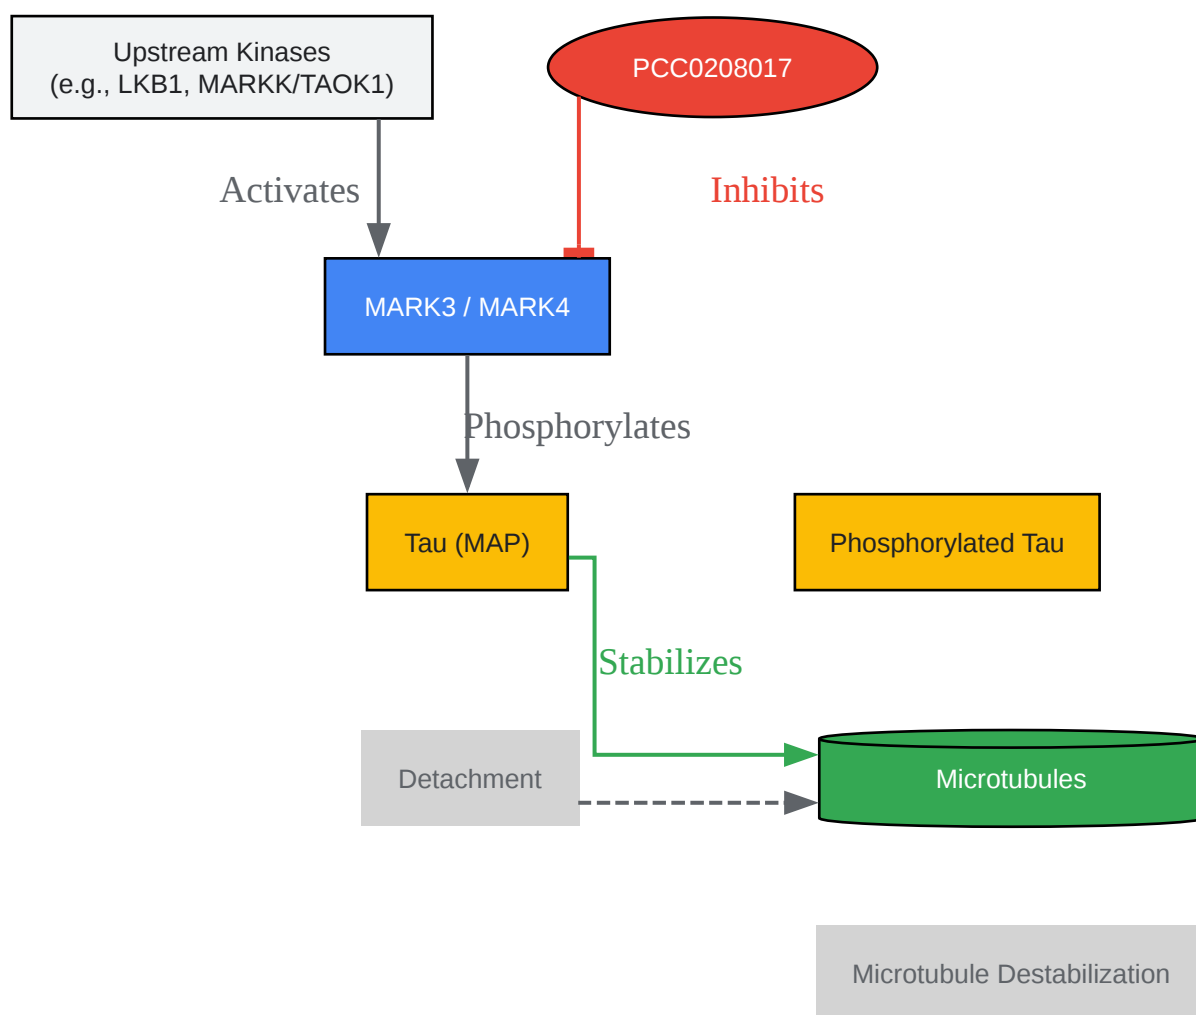 Upstream Kinases
(e.g., LKB1, MARKK/TAOK1)
PCC0208017
Activates
Inhibits
MARK3 / MARK4
Phosphorylates
Tau (MAP)
Phosphorylated Tau
Stabilizes
Detachment
Microtubules
Microtubule Destabilization